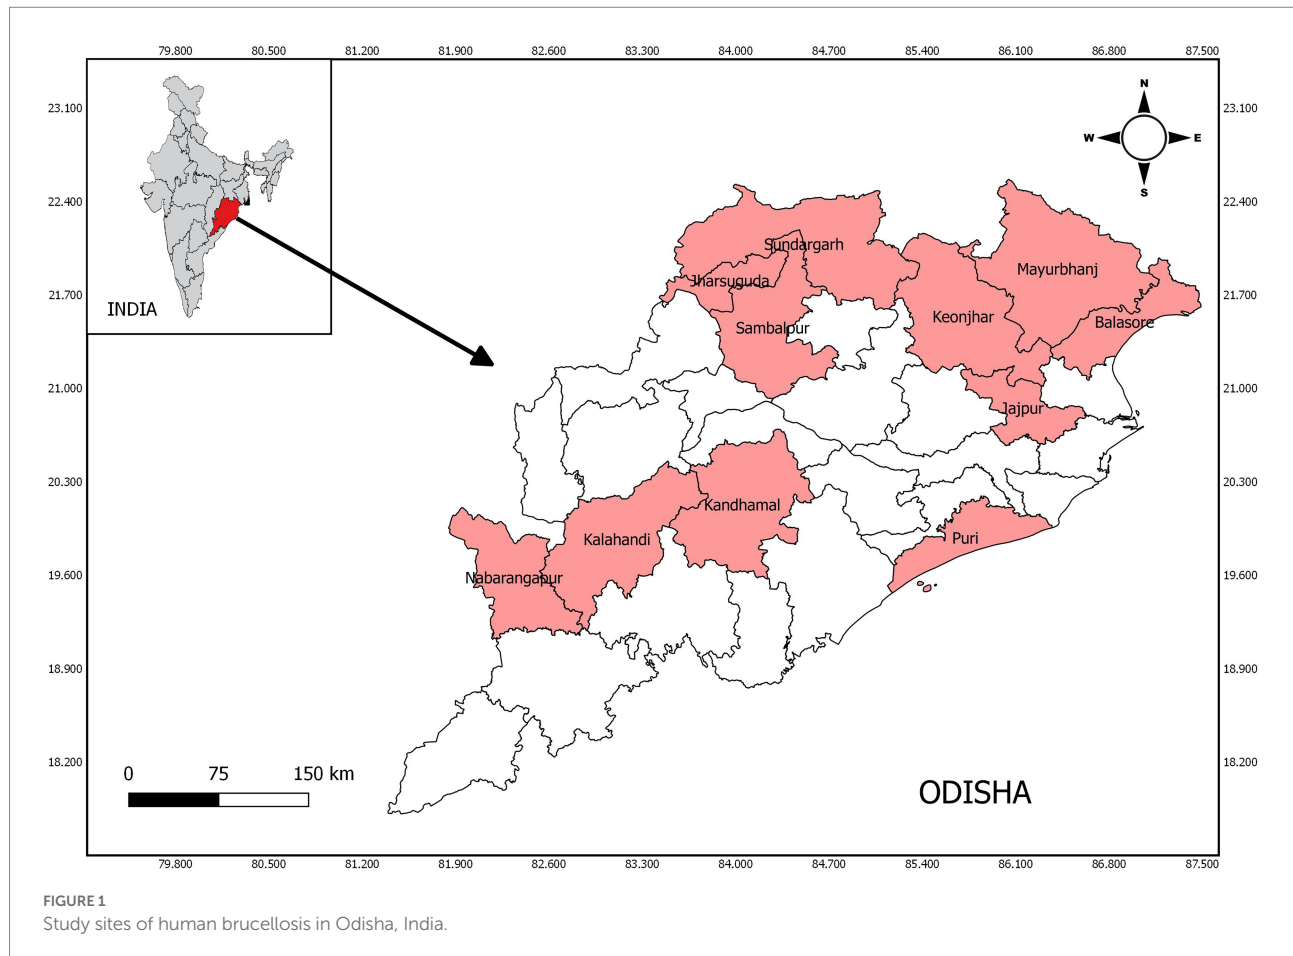 79.800 80.500 81.200 81.900 82.600 83.300 84.000 84.700 85.400 86.100 86.800 87.500
23.100 23.100
N
W E
S
22.400 22.400
Sundargarh
Mayurbhanj
Jharsuguda
21.700 21.700
INDIA
Keonjhar
Balasore
Sambalpur
21.000 21.000
Jajpur
20.300 20.300
Kandhamal
Kalahandi
Puri
19.600 19.600
Nabarangapur
18.900 18.900
18.200 18.200
0 75 150 km
ODISHA
79.800 80.500 81.200 81.900 82.600 83.300 84.000 84.700 85.400 86.100 86.800 87.500
FIGURE 1
Study sites of human brucellosis in Odisha, India.